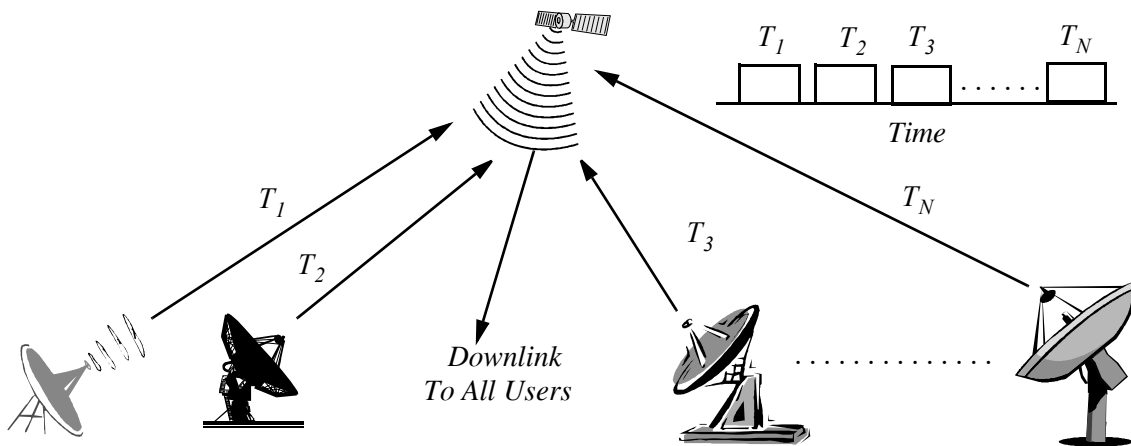 T1 T2 T3 ...... TN
Time
T1
T2
T3
TN
Downlink
To All Users
..............